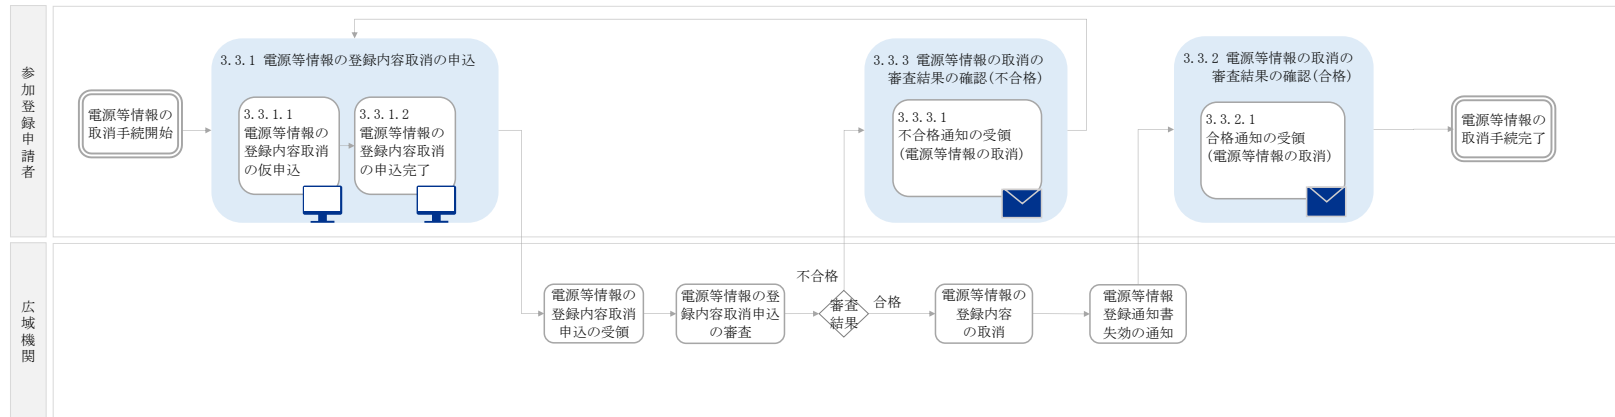 参加登録申請者
電源等情報の
取消手続開始
3.3.1 電源等情報の登録内容取消の申込
3.3.1.1
電源等情報の
登録内容取消
の仮申込
3.3.1.2
電源等情報の
登録内容取消
の申込完了
3.3.3 電源等情報の取消の
審査結果の確認(不合格)
3.3.3.1
不合格通知の受領
(電源等情報の取消)
3.3.2 電源等情報の取消の
審査結果の確認(合格)
3.3.2.1
合格通知の受領
(電源等情報の取消)
電源等情報の
取消手続完了
広域機関
電源等情報の
登録内容取消
申込の受領
電源等情報の登
録内容取消申込
の審査
不合格
審査
結果
合格
電源等情報の
登録内容
の取消
電源等情報
登録通知書
失効の通知